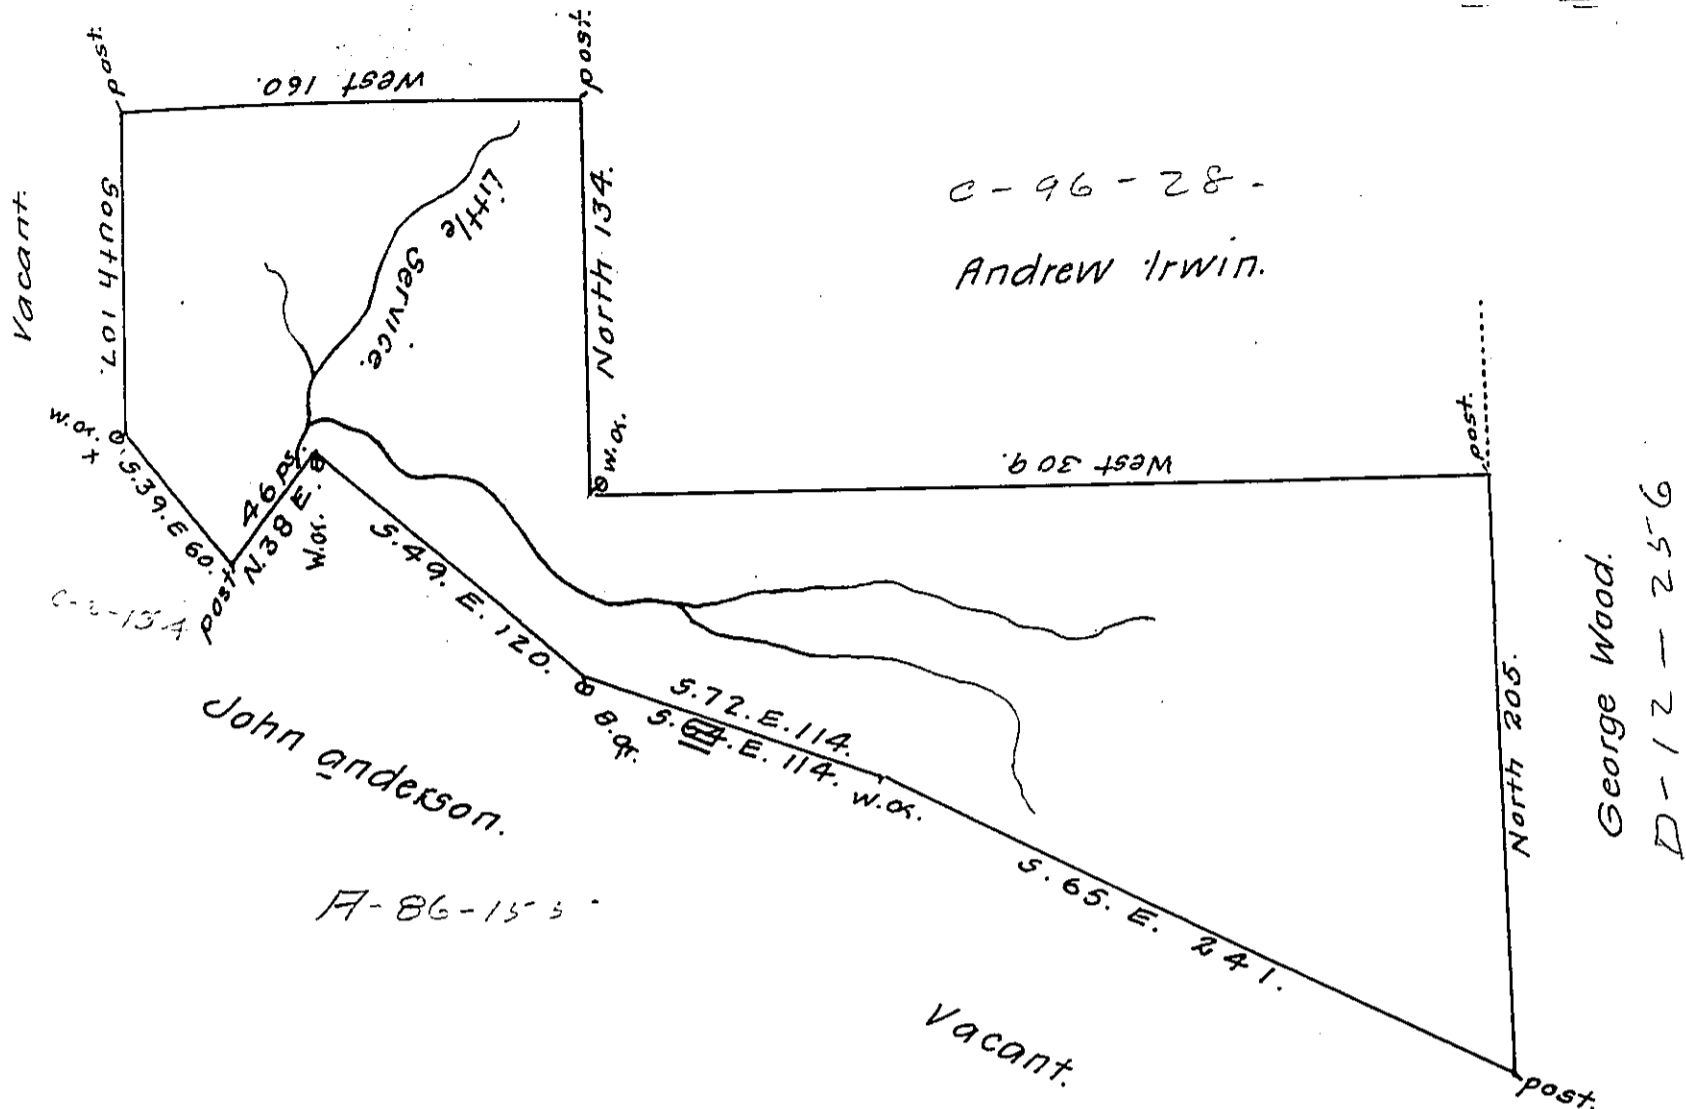 post.
post.
West 160.
South 107.
Vacant.
Little
Service.
North 134.
C-96-28-
Andrew Irwin.
W.O.
X
W.O.
post.
West 309.
S.39.E 60.
46 ps.
N.38 E.
W.O.
post
S.49.E.120.
B.O.
S.72.E.114.
S.64.E.114.
W.O.
John Anderson.
A-86-155-
S.65.E. 241.
Vacant.
North 205.
George Wood.
D-12-256
post.